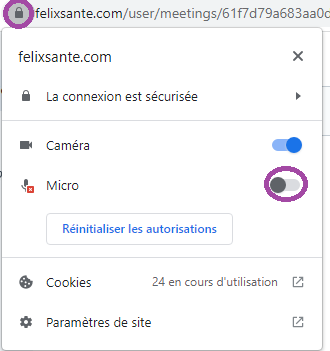 felixsante.com/user/meetings/61f7d79a683aa0d
felixsante.com
La connexion est sécurisée
Caméra
Micro
Réinitialiser les autorisations
Cookies 24 en cours d'utilisation
Paramètres de site